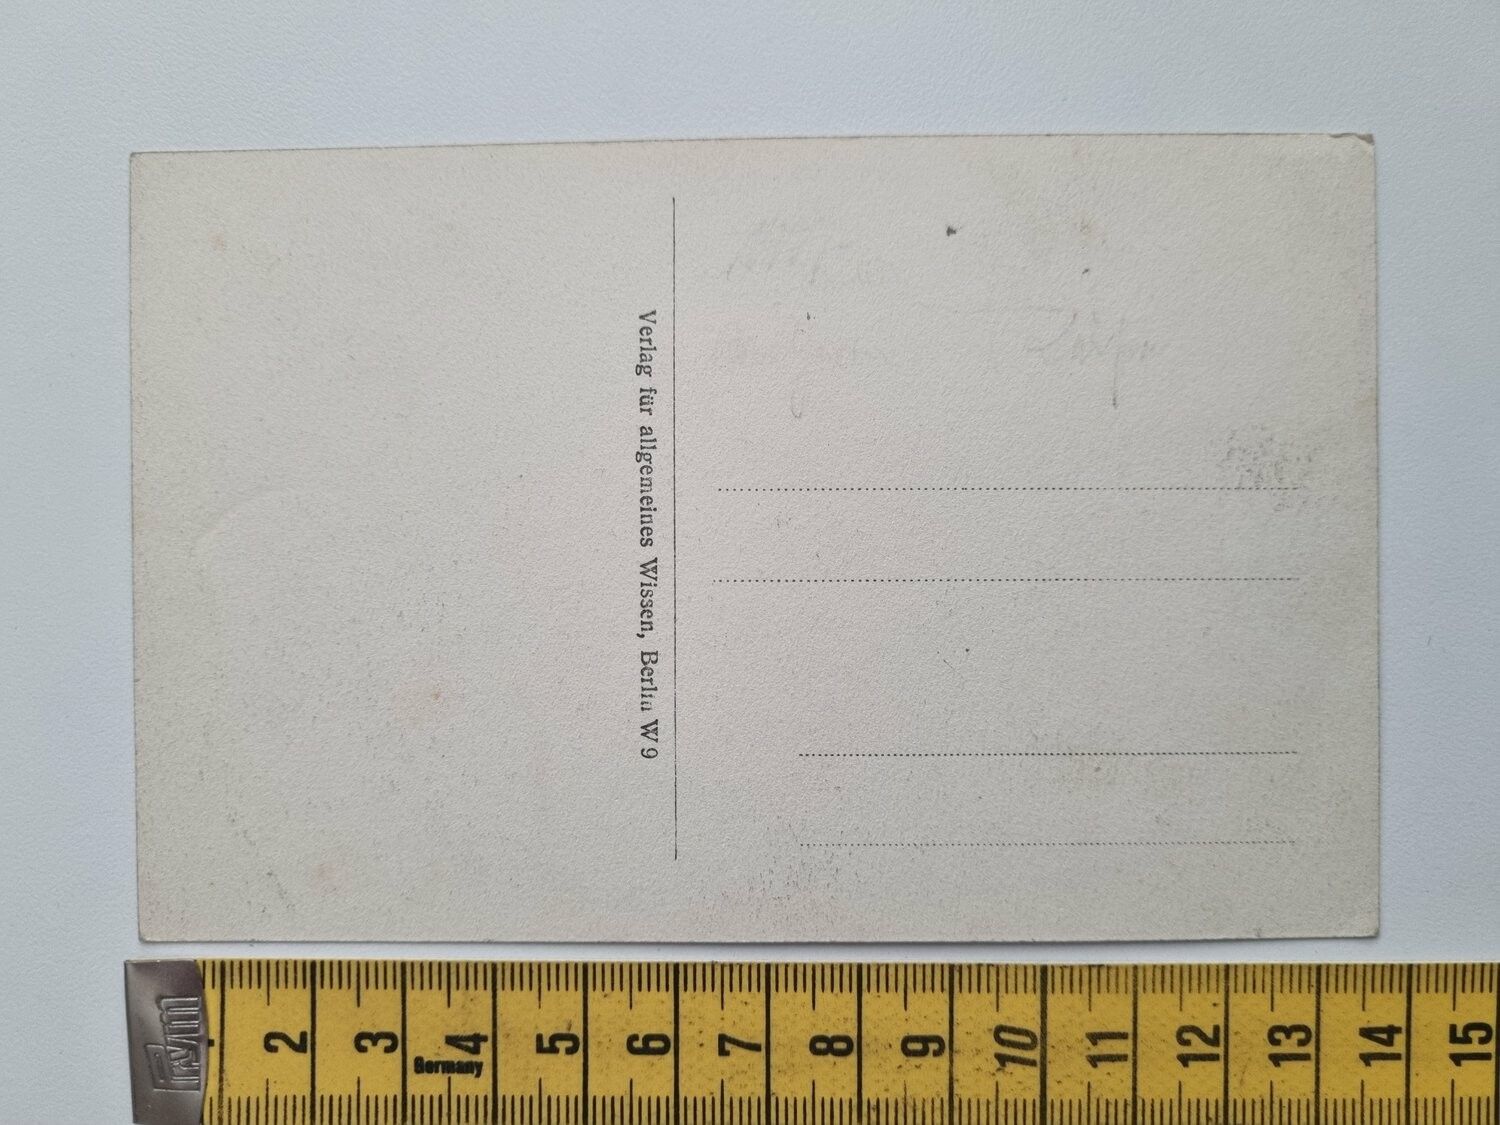 Verlag für allgemeines Wissen, Berlin W 9
Prym
Germany
2 3 4 5 6 7 8 9 10 11 12 13 14 15